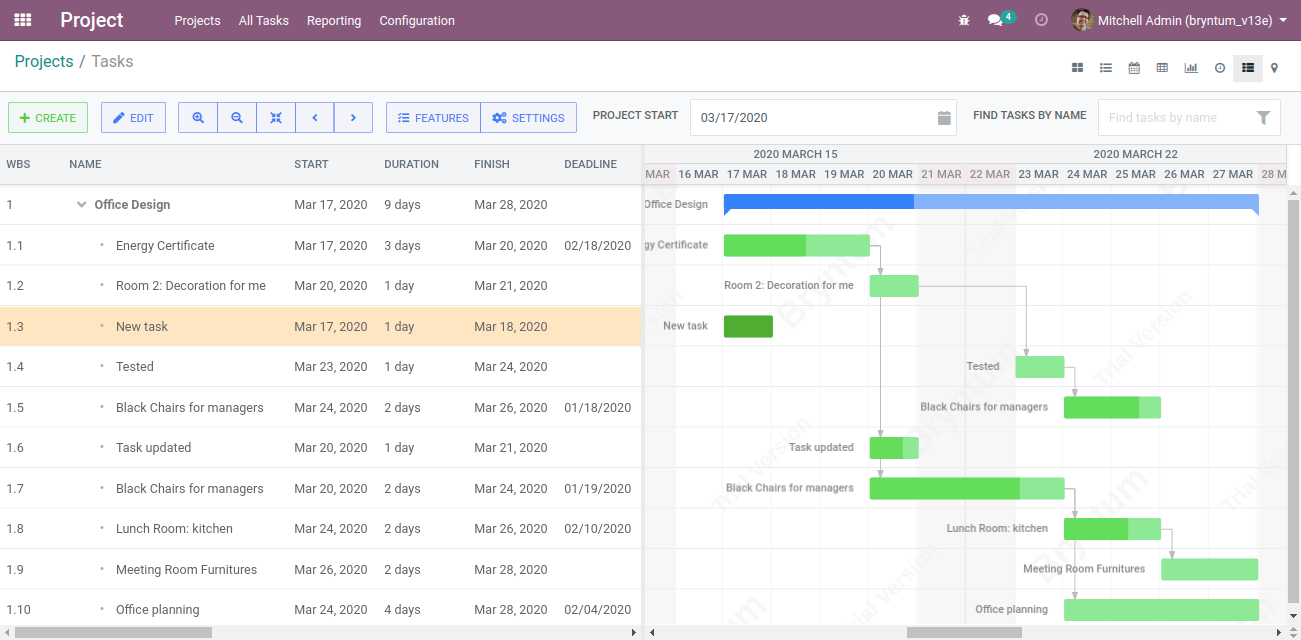 Project Projects All Tasks Reporting Configuration 4 Mitchell Admin (bryntum_v13e)
Projects / Tasks
CREATE EDIT FEATURES SETTINGS PROJECT START 03/17/2020 FIND TASKS BY NAME Find tasks by name
WBS NAME START DURATION FINISH DEADLINE
2020 MARCH 15 2020 MARCH 22
MAR 16 MAR 17 MAR 18 MAR 19 MAR 20 MAR 21 MAR 22 MAR 23 MAR 24 MAR 25 MAR 26 MAR 27 MAR 28 M
1 Office Design Mar 17, 2020 9 days Mar 28, 2020 Office Design
1.1 Energy Certificate Mar 17, 2020 3 days Mar 20, 2020 02/18/2020 gy Certificate
1.2 Room 2: Decoration for me Mar 20, 2020 1 day Mar 21, 2020 Room 2: Decoration for me
1.3 New task Mar 17, 2020 1 day Mar 18, 2020 New task
1.4 Tested Mar 23, 2020 1 day Mar 24, 2020 Tested
1.5 Black Chairs for managers Mar 24, 2020 2 days Mar 26, 2020 01/18/2020 Black Chairs for managers
1.6 Task updated Mar 20, 2020 1 day Mar 21, 2020 Task updated
1.7 Black Chairs for managers Mar 20, 2020 2 days Mar 24, 2020 01/19/2020 Black Chairs for managers
1.8 Lunch Room: kitchen Mar 24, 2020 2 days Mar 26, 2020 02/10/2020 Lunch Room: kitchen
1.9 Meeting Room Furnitures Mar 26, 2020 2 days Mar 28, 2020 Meeting Room Furnitures
1.10 Office planning Mar 24, 2020 4 days Mar 28, 2020 02/04/2020 Office planning
Bryntum
Trial Version
Trial Version
Bryntum
Trial Version
Trial Version
Bryntum